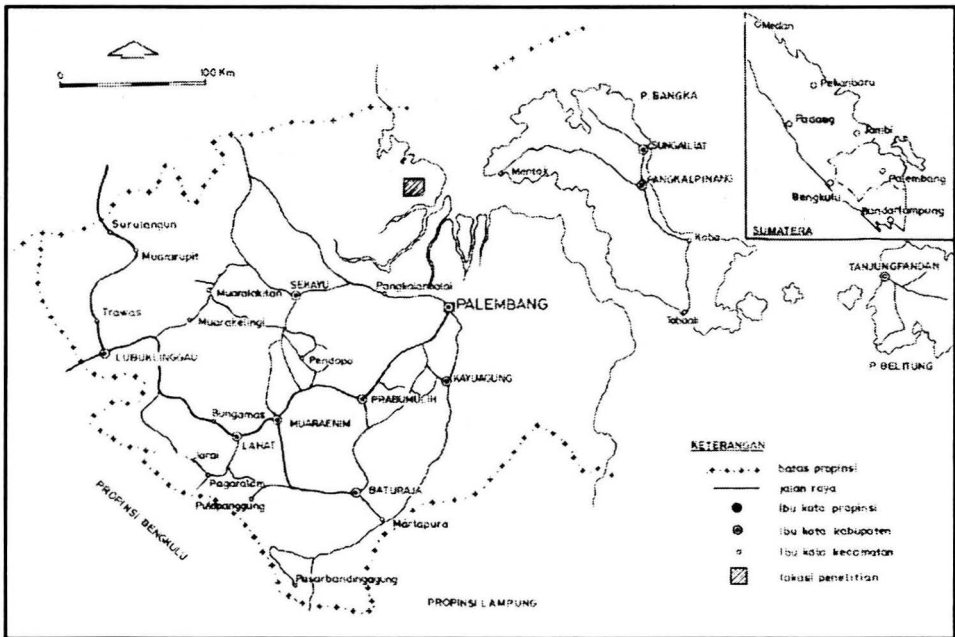 0 100 Km
P. BANGKA
SUNGAILIAT
PANGKALPINANG
Mentok
Koba
Toboali
Medan
Pekanbaru
Padang
Jambi
Palembang
Bengkulu
Bandarlampung
SUMATERA
TANJUNGPANDAN
P. BELITUNG
Surulangun
Muararupit
Muaralakitan
SEKAYU
Pangkalanbalai
PALEMBANG
Trawas
Muarakelingi
LUBUKLINGGAU
Pendopo
KAYUAGUNG
PRABUMULIH
Bungamas
MUARAENIM
LAHAT
Jarai
Pagaralam
Pulopanggung
BATURAJA
Martapura
PROPINSI BENGKULU
PROPINSI LAMPUNG
KETERANGAN
batas propinsi
jalan raya
Ibu kota propinsi
Ibu kota kabupaten
Ibu kota kecamatan
lokasi penelitian